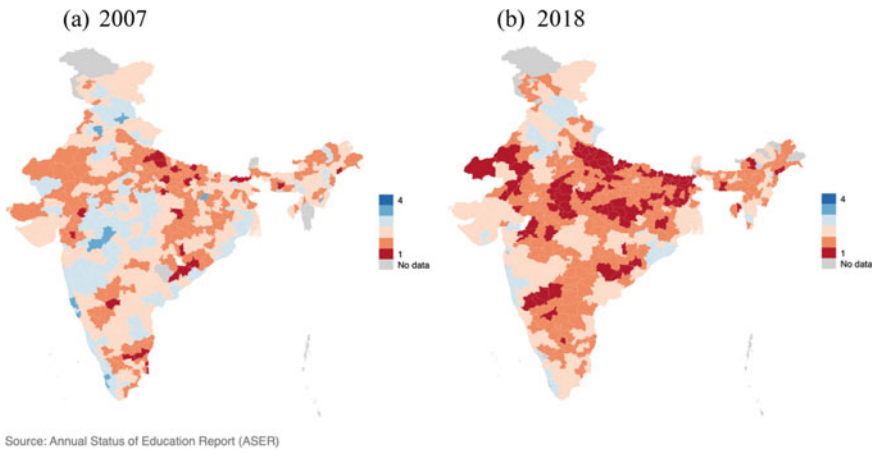 (a) 2007
(b) 2018
4
1
No data
4
1
No data
Source: Annual Status of Education Report (ASER)